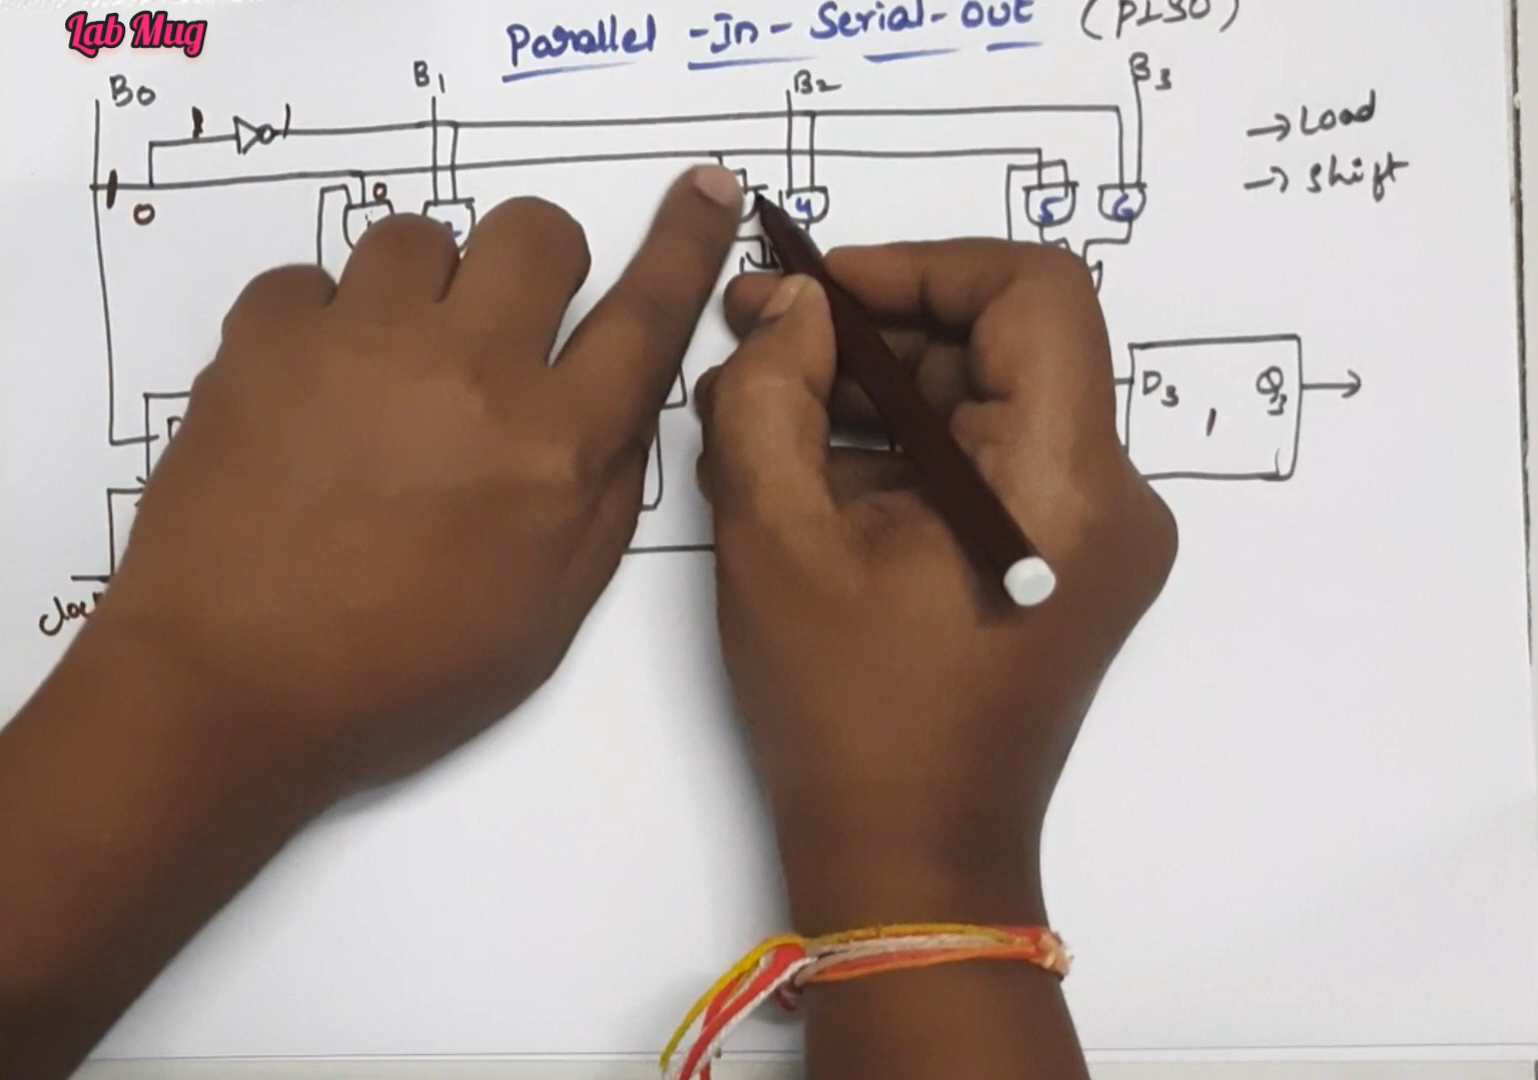 Lab Mug
Parallel -In- Serial- Out (PISO)
B0 B1 B2 B3
→ Load
→ Shift
0
0
4 5 6
D3 Q3
1